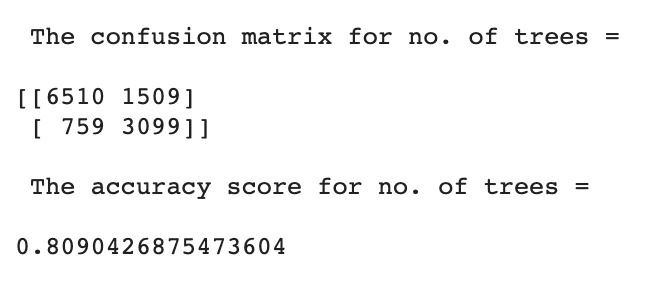 The confusion matrix for no. of trees =
[[6510 1509]
[ 759 3099]]
The accuracy score for no. of trees =
0.8090426875473604